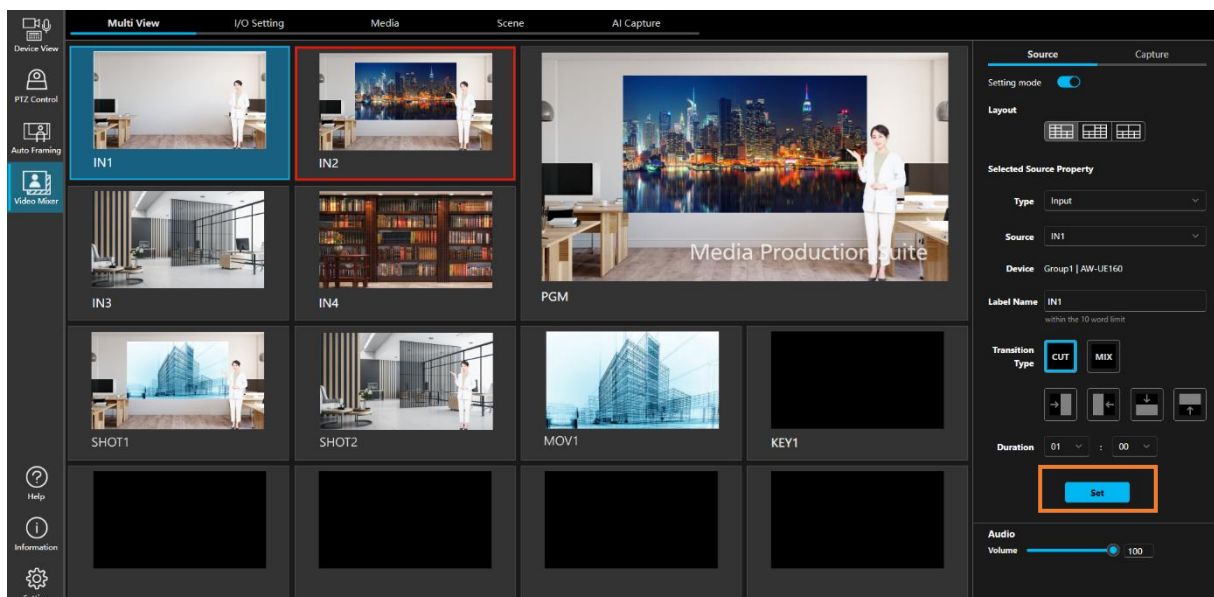 Multi View
I/O Setting
Media
Scene
AI Capture
Device View
PTZ Control
Auto Framing
Video Mixer
Help
Information
IN1
IN2
IN3
IN4
Media Production Suite
PGM
SHOT1
SHOT2
MOV1
KEY1
Source
Capture
Setting mode
Layout
Selected Source Property
Type Input
Source IN1
Device Group1 | AW-UE160
Label Name IN1
within the 10 word limit
Transition Type
CUT MIX
Duration 01 : 00
Set
Audio
Volume 100